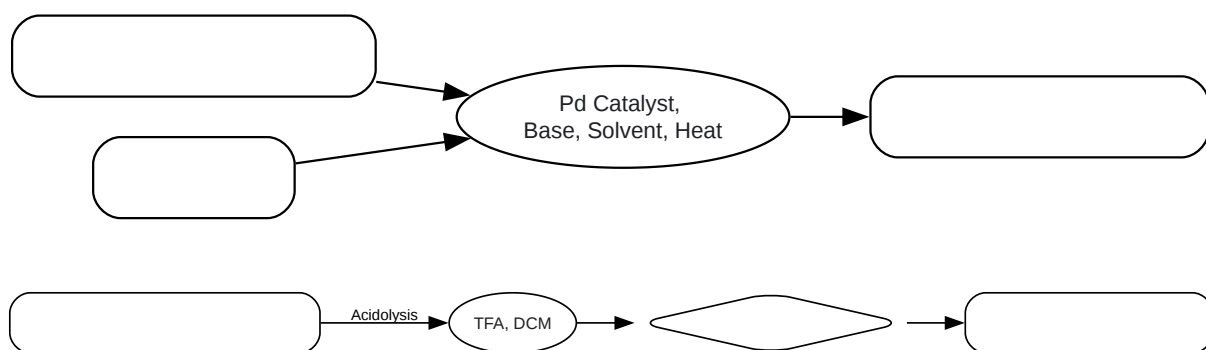 Pd Catalyst,
Base, Solvent, Heat
Acidolysis
TFA, DCM